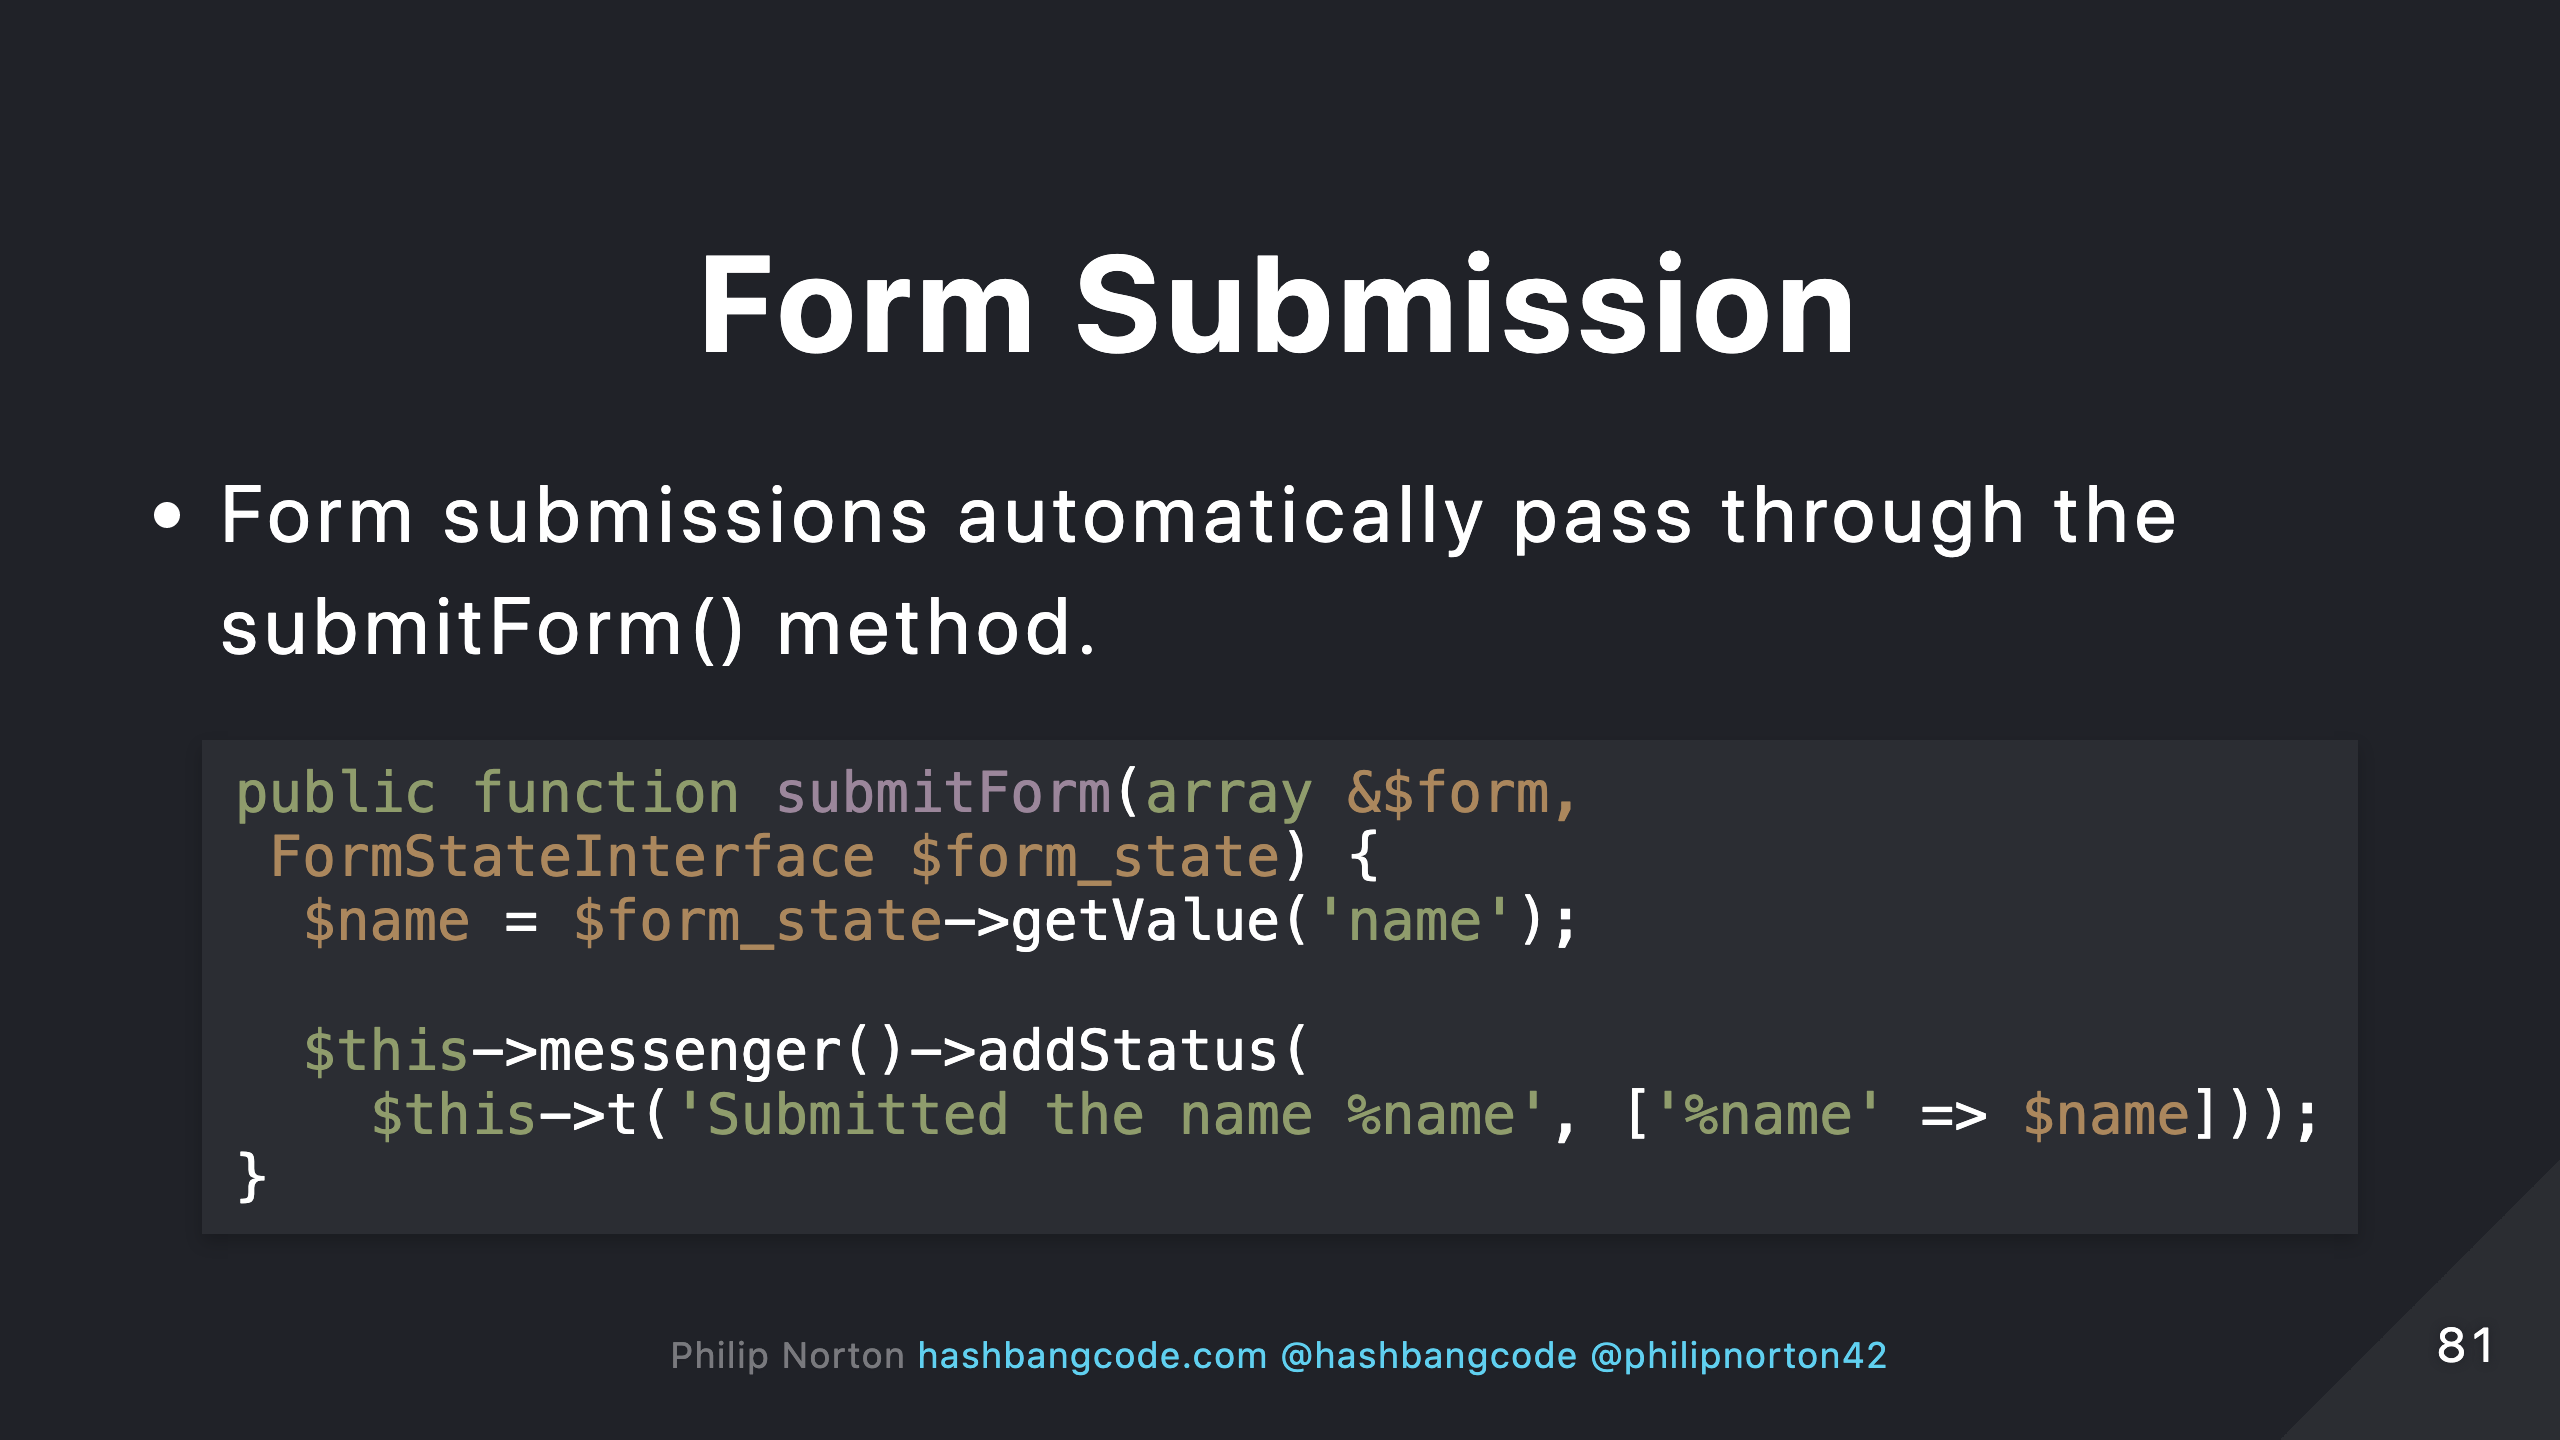 Form Submission
• Form submissions automatically pass through the
submitForm() method.
public function submitForm(array &$form,
 FormStateInterface $form_state) {
  $name = $form_state->getValue('name');
  $this->messenger()->addStatus(
    $this->t('Submitted the name %name', ['%name' => $name]));
}
Philip Norton hashbangcode.com @hashbangcode @philipnorton42
81